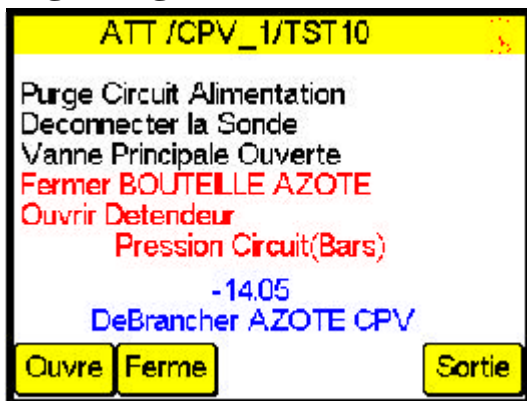 ATT /CPV_1/TST10
Purge Circuit Alimentation
Deconnecter la Sonde
Vanne Principale Ouverte
Fermer BOUTEILLE AZOTE
Ouvrir Detendeur
Pression Circuit(Bars)
-14.05
DeBrancher AZOTE CPV
Ouvre Ferme Sortie